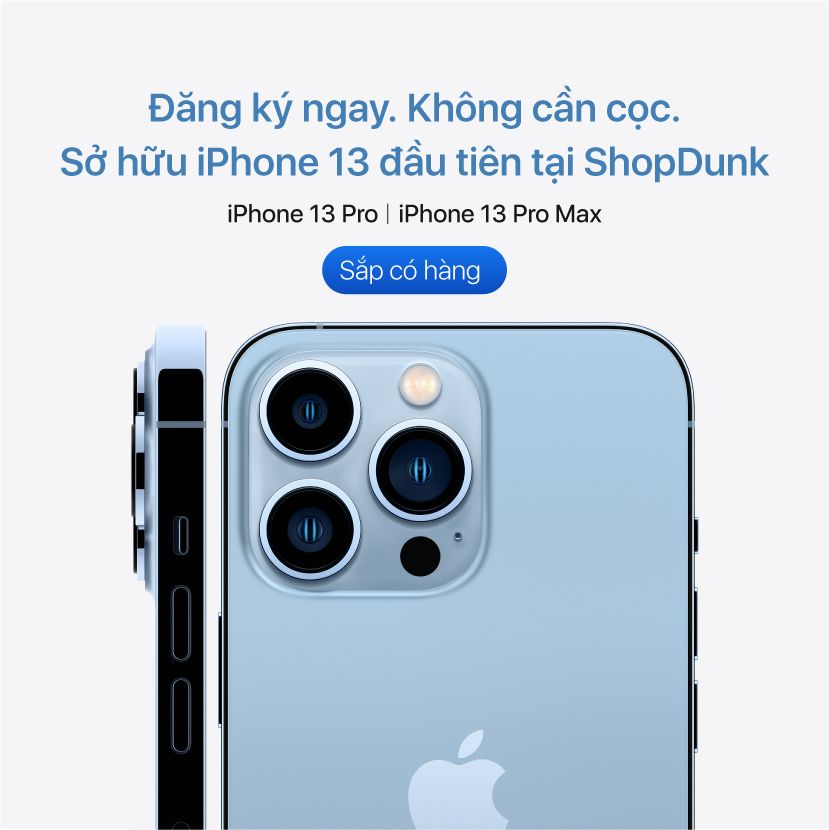 Đăng ký ngay. Không cần cọc.
Sở hữu iPhone 13 đầu tiên tại ShopDunk
iPhone 13 Pro | iPhone 13 Pro Max
Sắp có hàng